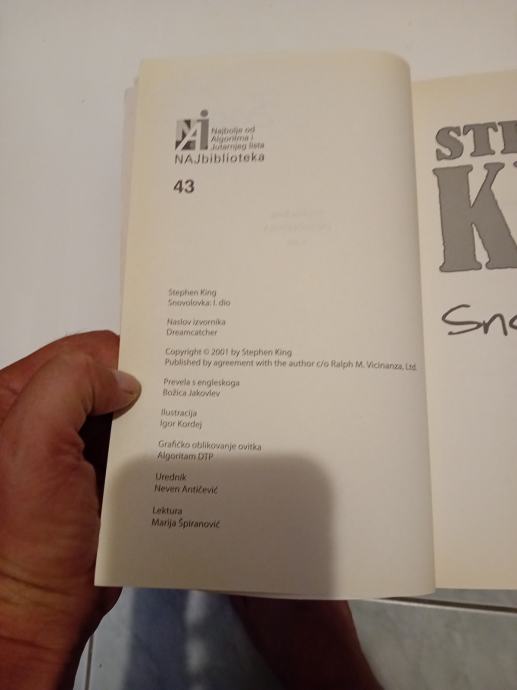 Najbolje od
Algoritma i
Jutarnjeg lista
NAJbiblioteka
43
Stephen King
Snovolovka: I. dio
Naslov izvornika
Dreamcatcher
Copyright © 2001 by Stephen King
Published by agreement with the author c/o Ralph M. Vicinanza, Ltd.
Prevela s engleskoga
Božica Jakovlev
Ilustracija
Igor Kordej
Grafičko oblikovanje ovitka
Algoritam DTP
Urednik
Neven Antičević
Lektura
Marija Špiranović
STE
K
Sno